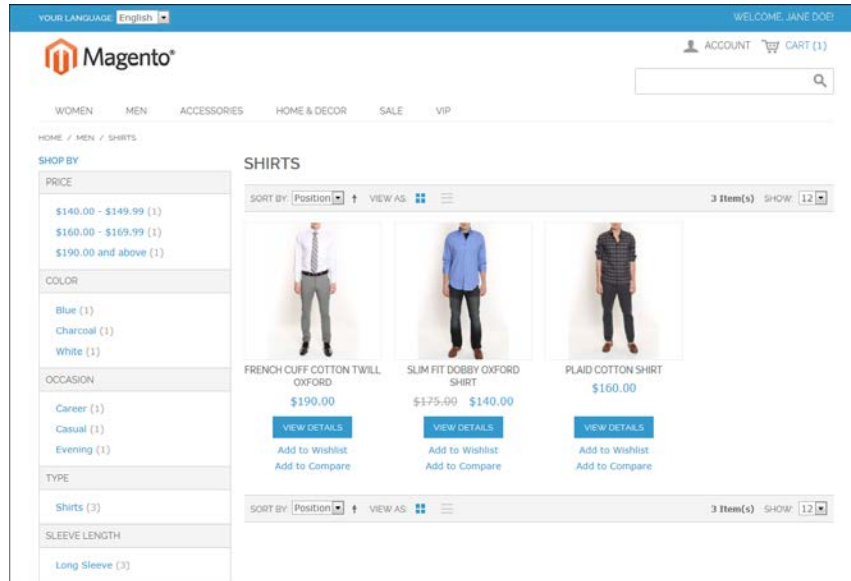 YOUR LANGUAGE: English
WELCOME, JANE DOE!
Magento®
ACCOUNT CART (1)
WOMEN MEN ACCESSORIES HOME & DECOR SALE VIP
HOME / MEN / SHIRTS
SHOP BY
PRICE
$140.00 - $149.99 (1)
$160.00 - $169.99 (1)
$190.00 and above (1)
COLOR
Blue (1)
Charcoal (1)
White (1)
OCCASION
Career (1)
Casual (1)
Evening (1)
TYPE
Shirts (3)
SLEEVE LENGTH
Long Sleeve (3)
SHIRTS
SORT BY: Position VIEW AS: 3 Item(s) SHOW: 12
FRENCH CUFF COTTON TWILL
OXFORD
$190.00
VIEW DETAILS
Add to Wishlist
Add to Compare
SLIM FIT DOBBY OXFORD
SHIRT
$175.00 $140.00
VIEW DETAILS
Add to Wishlist
Add to Compare
PLAID COTTON SHIRT
$160.00
VIEW DETAILS
Add to Wishlist
Add to Compare
SORT BY: Position VIEW AS: 3 Item(s) SHOW: 12